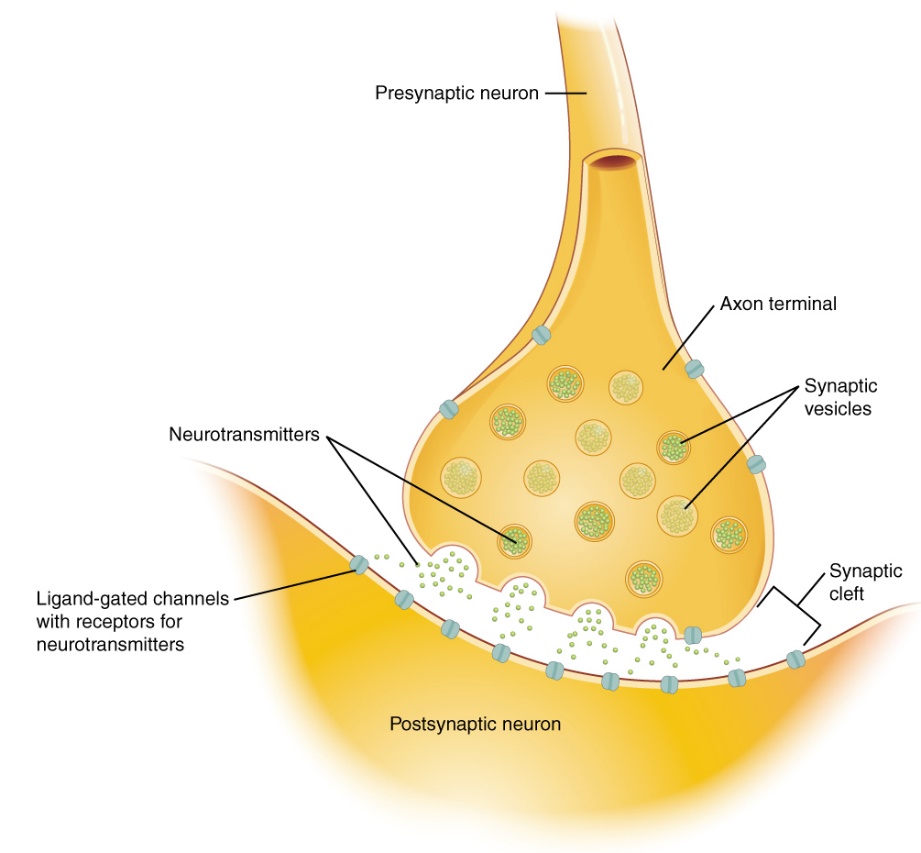 Presynaptic neuron
Axon terminal
Synaptic
vesicles
Neurotransmitters
Synaptic
cleft
Ligand-gated channels
with receptors for
neurotransmitters
Postsynaptic neuron